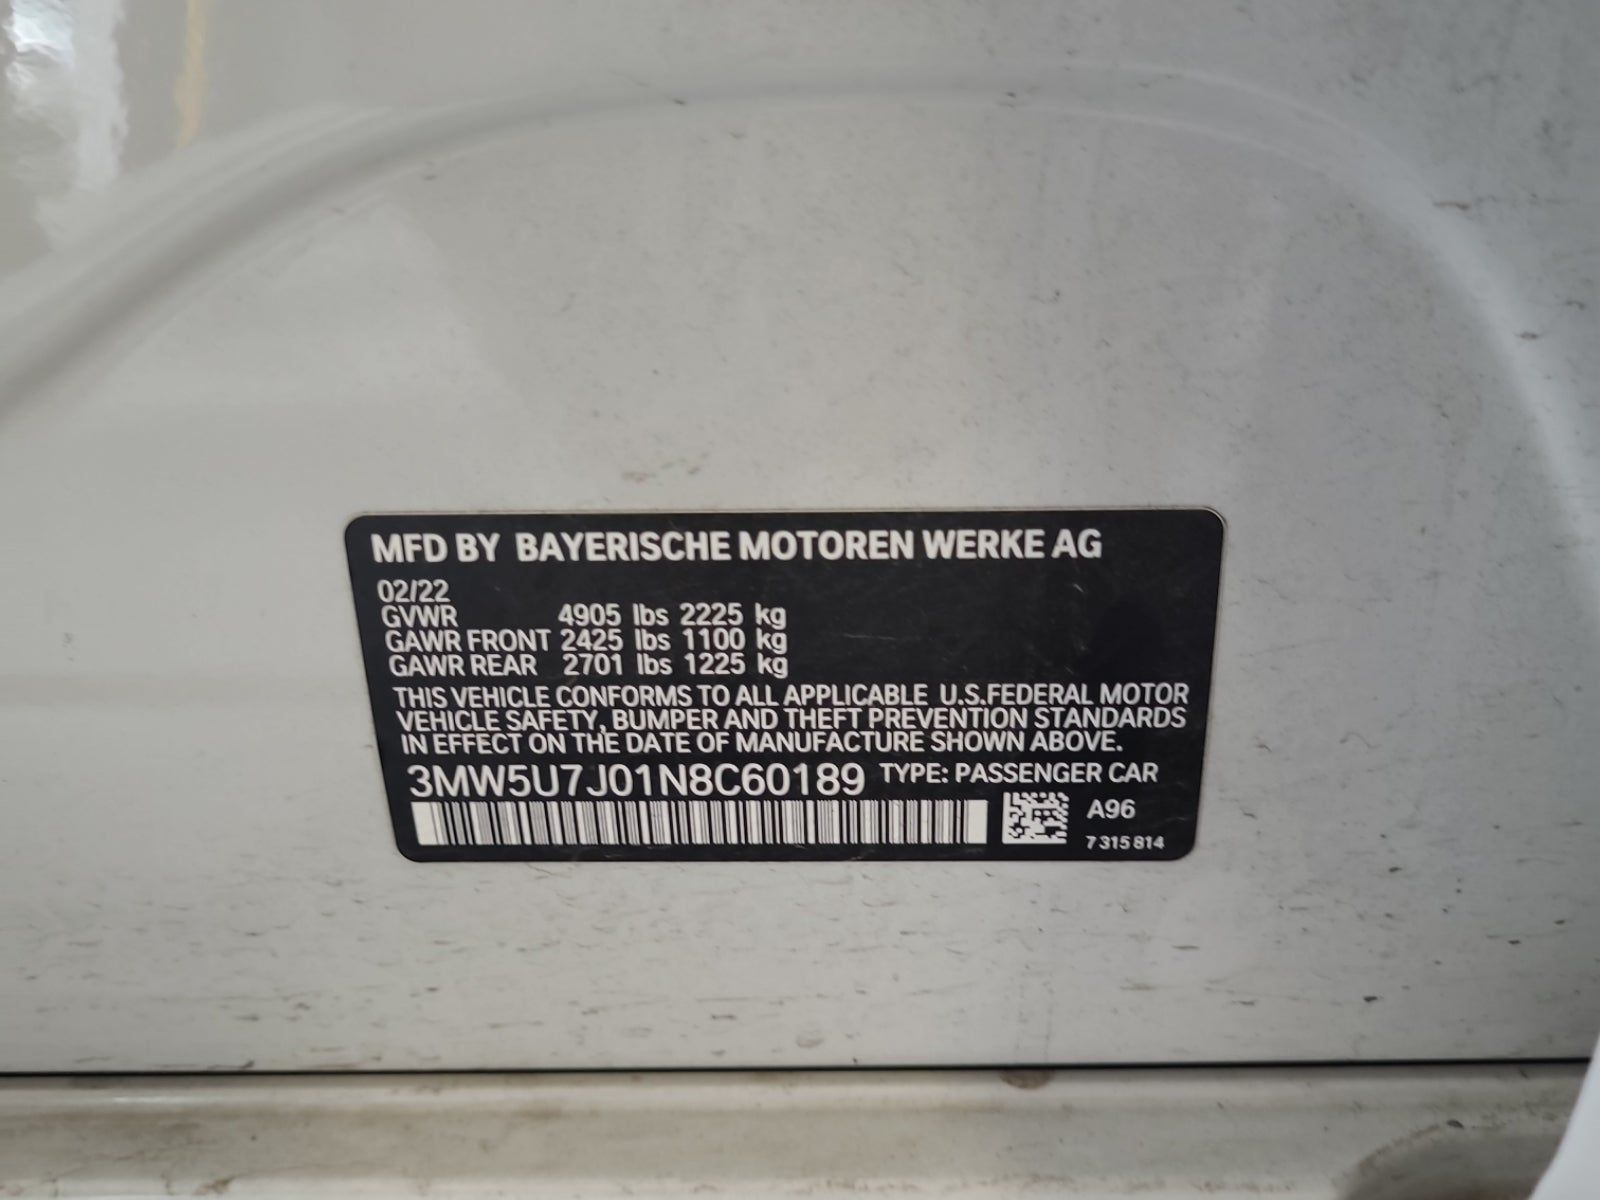 MFD BY BAYERISCHE MOTOREN WERKE AG
02/22
GVWR 4905 lbs 2225 kg
GAWR FRONT 2425 lbs 1100 kg
GAWR REAR 2701 lbs 1225 kg
THIS VEHICLE CONFORMS TO ALL APPLICABLE U.S.FEDERAL MOTOR
VEHICLE SAFETY, BUMPER AND THEFT PREVENTION STANDARDS
IN EFFECT ON THE DATE OF MANUFACTURE SHOWN ABOVE.
3MW5U7J01N8C60189 TYPE: PASSENGER CAR
A96
7 315 814